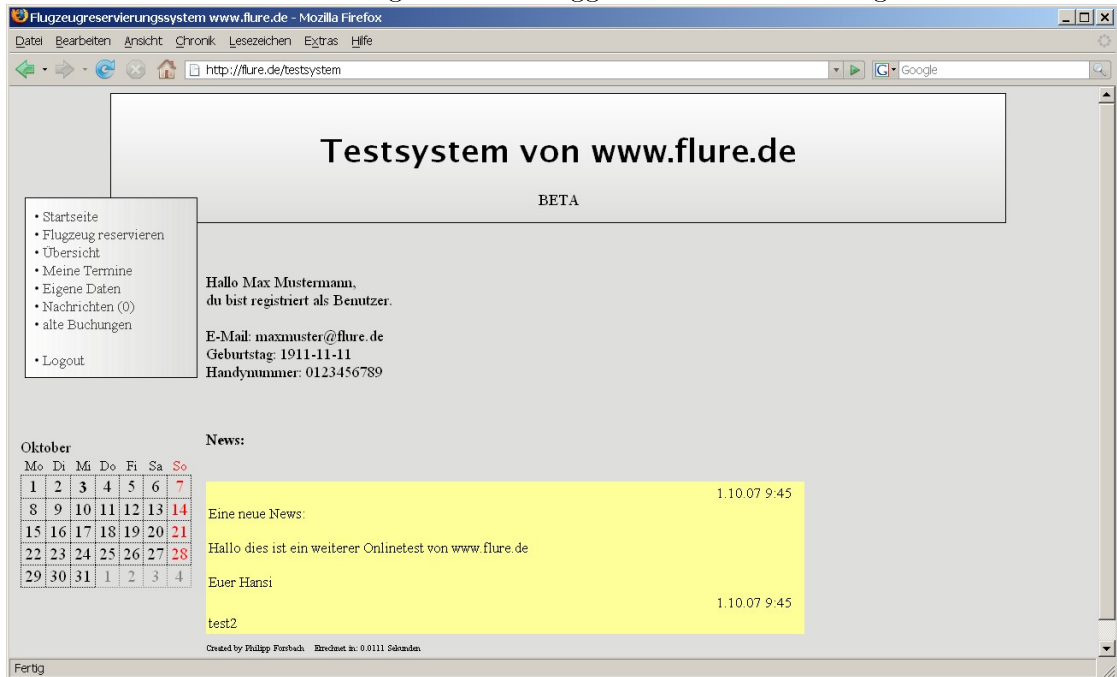 Flugzeugreservierungssystem www.flure.de - Mozilla Firefox
Datei Bearbeiten Ansicht Chronik Lesezeichen Extras Hilfe
http://flure.de/testsystem
G Google
Testsystem von www.flure.de
BETA
• Startseite
• Flugzeug reservieren
• Übersicht
• Meine Termine
• Eigene Daten
• Nachrichten (0)
• alte Buchungen
• Logout
Hallo Max Mustermann,
du bist registriert als Benutzer.
E-Mail: maxmuster@flure.de
Geburtstag: 1911-11-11
Handynummer: 0123456789
Oktober
Mo Di Mi Do Fi Sa So
1 2 3 4 5 6 7
8 9 10 11 12 13 14
15 16 17 18 19 20 21
22 23 24 25 26 27 28
29 30 31 1 2 3 4
News:
1.10.07 9:45
Eine neue News:
Hallo dies ist ein weiterer Onlinetest von www.flure.de
Euer Hansi
1.10.07 9:45
test2
Created by Philipp Forsbach Errechnet in: 0.0111 Sekunden
Fertig